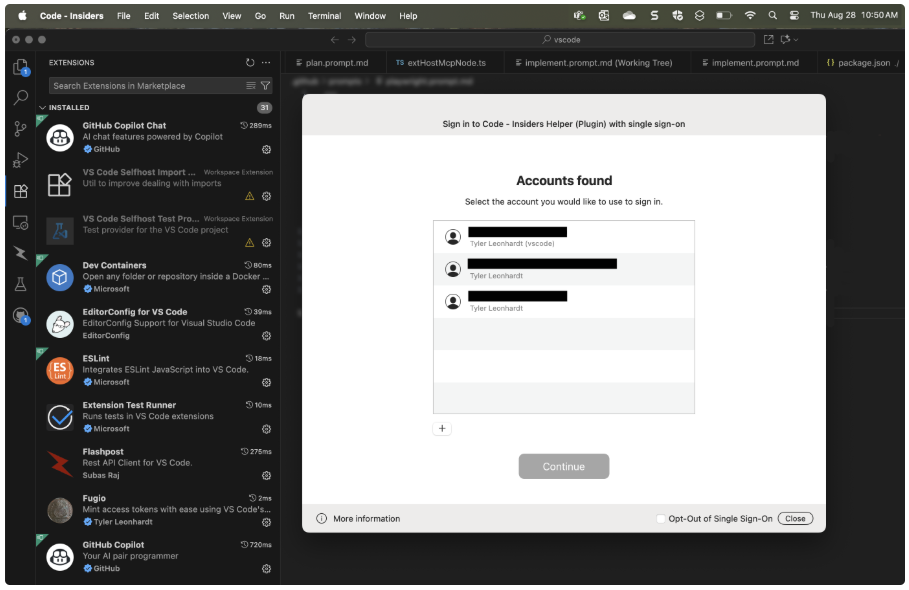 Code - Insiders File Edit Selection View Go Run Terminal Window Help Thu Aug 28 10:50 AM
vscode
EXTENSIONS
plan.prompt.md TS extHostMcpNode.ts implement.prompt.md (Working Tree) implement.prompt.md {} package.json ./
Search Extensions in Marketplace
INSTALLED 31
GitHub Copilot Chat 289ms
AI chat features powered by Copilot
GitHub
VS Code Selfhost Import ... Workspace Extension
Util to improve dealing with imports
VS Code Selfhost Test Pro... Workspace Extension
Test provider for the VS Code project
Dev Containers 80ms
Open any folder or repository inside a Docker ...
Microsoft
EditorConfig for VS Code 39ms
EditorConfig Support for Visual Studio Code
EditorConfig
ESLint 18ms
ES
Lint
Integrates ESLint JavaScript into VS Code.
Microsoft
Extension Test Runner 10ms
Runs tests in VS Code extensions
Microsoft
Flashpost 275ms
Rest API Client for VS Code.
Subas Raj
Fugio 2ms
Mint access tokens with ease using VS Code's...
Tyler Leonhardt
GitHub Copilot 720ms
Your AI pair programmer
GitHub
1
1
Sign in to Code - Insiders Helper (Plugin) with single sign-on
Accounts found
Select the account you would like to use to sign in.
Tyler Leonhardt (vscode)
Tyler Leonhardt
Tyler Leonhardt
+
Continue
More information
Opt-Out of Single Sign-On Close